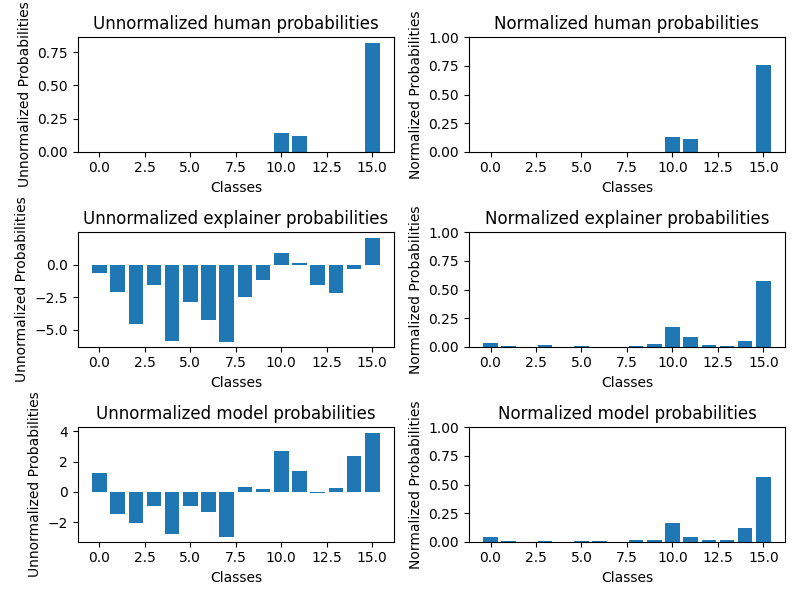 Unnormalized human probabilities
Unnormalized Probabilities
0.75
0.50
0.25
0.00
0.0 2.5 5.0 7.5 10.0 12.5 15.0
Classes
Normalized human probabilities
Normalized Probabilities
1.00
0.75
0.50
0.25
0.00
0.0 2.5 5.0 7.5 10.0 12.5 15.0
Classes
Unnormalized explainer probabilities
Unnormalized Probabilities
0.0
−2.5
−5.0
0.0 2.5 5.0 7.5 10.0 12.5 15.0
Classes
Normalized explainer probabilities
Normalized Probabilities
1.00
0.75
0.50
0.25
0.00
0.0 2.5 5.0 7.5 10.0 12.5 15.0
Classes
Unnormalized model probabilities
Unnormalized Probabilities
4
2
0
−2
0.0 2.5 5.0 7.5 10.0 12.5 15.0
Classes
Normalized model probabilities
Normalized Probabilities
1.00
0.75
0.50
0.25
0.00
0.0 2.5 5.0 7.5 10.0 12.5 15.0
Classes